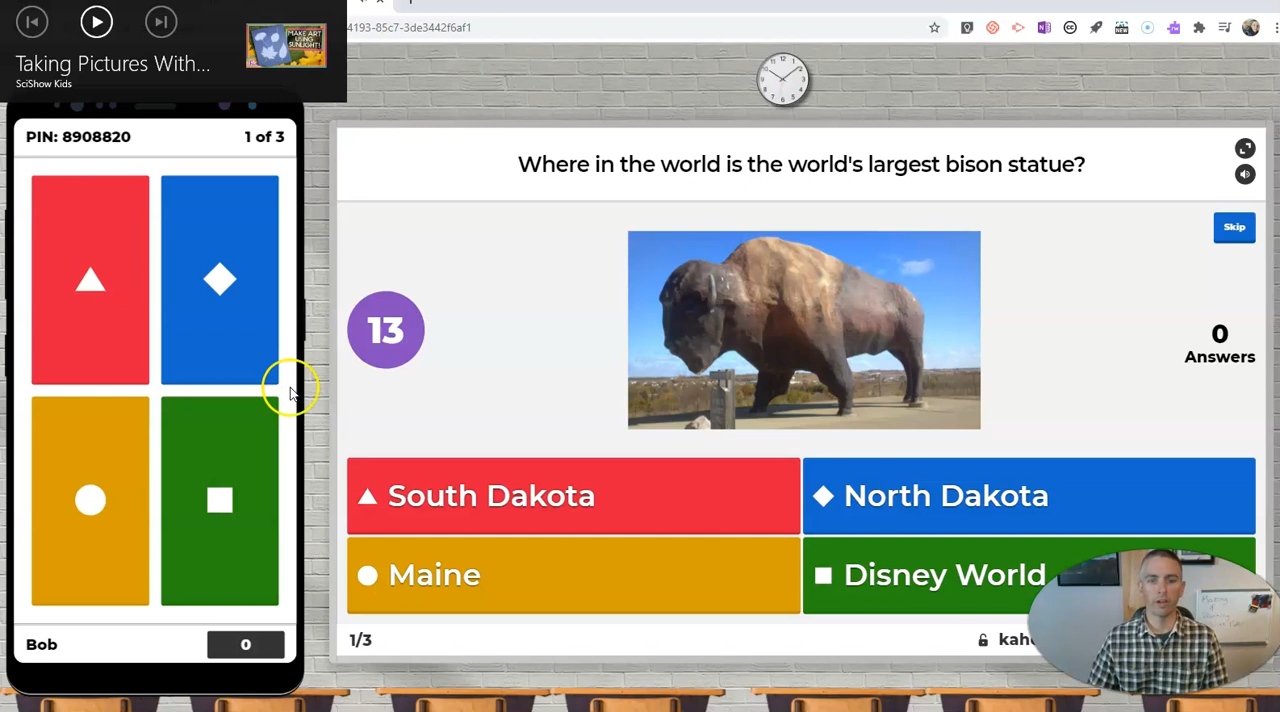 Taking Pictures With...
SciShow Kids
MAKE ART
USING
SUNLIGHT!
4193-85c7-3de3442f6af1
NEW
PIN: 8908820
1 of 3
Bob
0
Where in the world is the world's largest bison statue?
Skip
13
0
Answers
South Dakota
North Dakota
Maine
Disney World
1/3